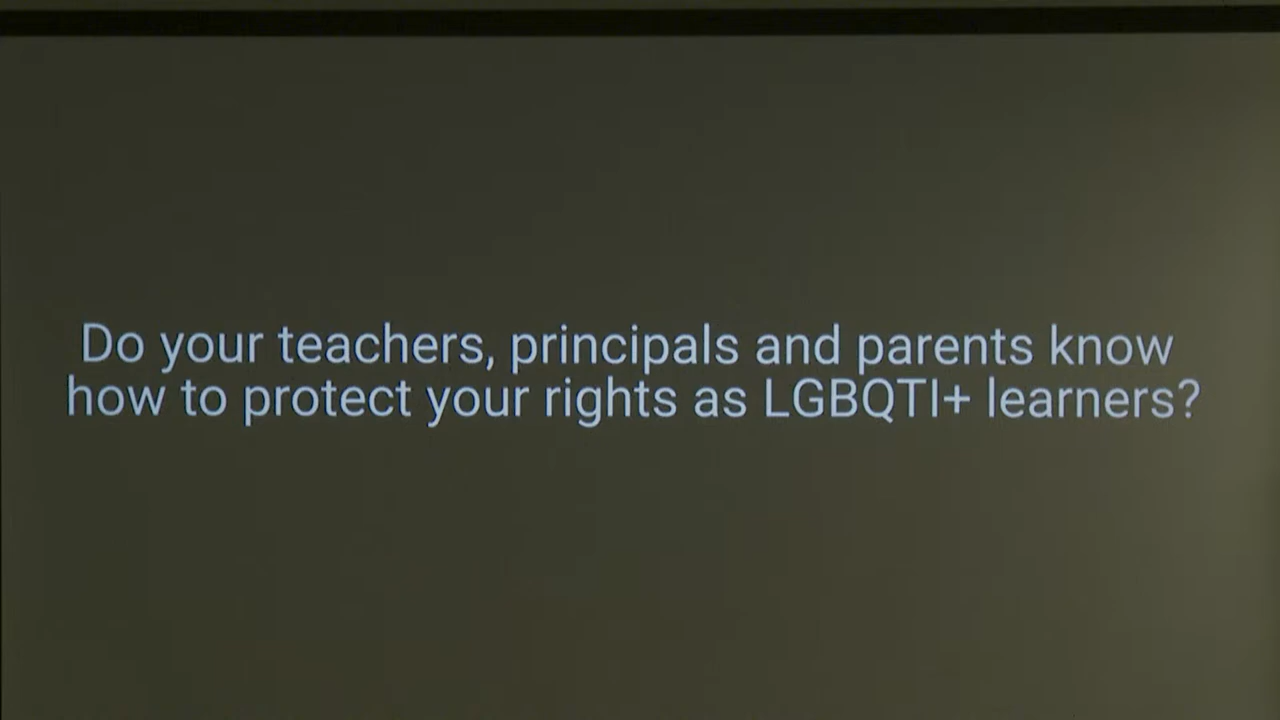 Do your teachers, principals and parents know
how to protect your rights as LGBQTI+ learners?